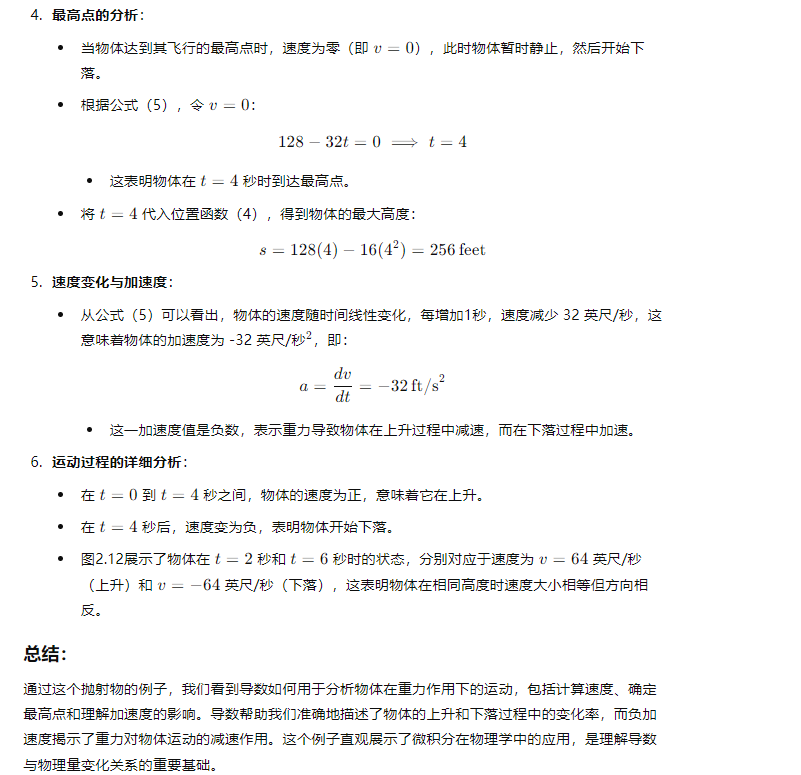 4. 最高点的分析：
• 当物体达到其飞行的最高点时，速度为零（即 v = 0），此时物体暂时静止，然后开始下
落。
• 根据公式（5），令 v = 0：
128 − 32t = 0 ⟹ t = 4
• 这表明物体在 t = 4 秒时到达最高点。
• 将 t = 4 代入位置函数（4），得到物体的最大高度：
s = 128(4) − 16(4²) = 256 feet
5. 速度变化与加速度：
• 从公式（5）可以看出，物体的速度随时间线性变化，每增加1秒，速度减少 32 英尺/秒，这
意味着物体的加速度为 -32 英尺/秒²，即：
a = dv/dt = −32 ft/s²
• 这一加速度值是负数，表示重力导致物体在上升过程中减速，而在下落过程中加速。
6. 运动过程的详细分析：
• 在 t = 0 到 t = 4 秒之间，物体的速度为正，意味着它在上升。
• 在 t = 4 秒后，速度变为负，表明物体开始下落。
• 图2.12展示了物体在 t = 2 秒和 t = 6 秒时的状态，分别对应于速度为 v = 64 英尺/秒
（上升）和 v = −64 英尺/秒（下落），这表明物体在相同高度时速度大小相等但方向相
反。
总结：
通过这个抛射物的例子，我们看到导数如何用于分析物体在重力作用下的运动，包括计算速度、确定
最高点和理解加速度的影响。导数帮助我们准确地描述了物体的上升和下落过程中的变化率，而负加
速度揭示了重力对物体运动的减速作用。这个例子直观展示了微积分在物理学中的应用，是理解导数
与物理量变化关系的重要基础。